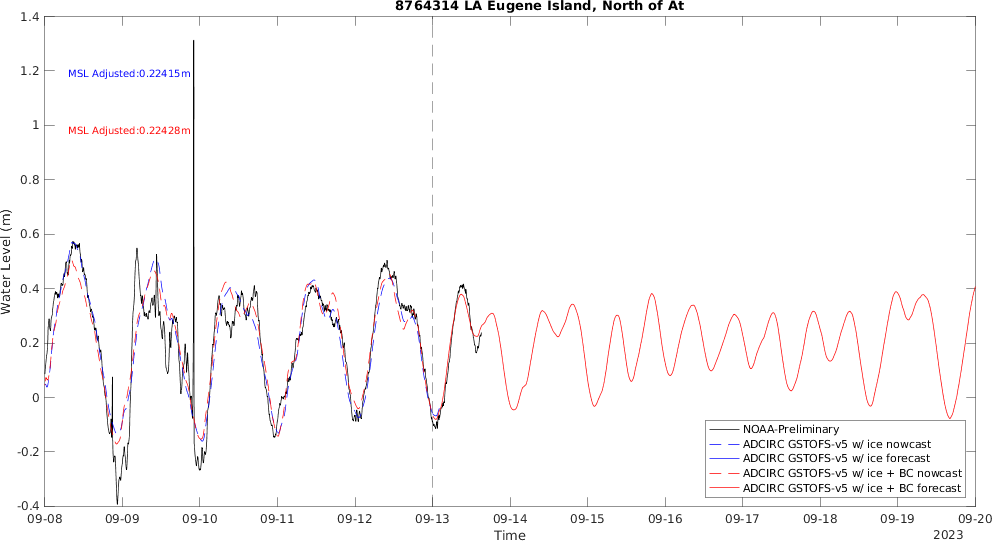 8764314 LA Eugene Island, North of At
1.4
1.2
1
0.8
0.6
0.4
0.2
0
-0.2
-0.4
Water Level (m)
MSL Adjusted:0.22415m
MSL Adjusted:0.22428m
NOAA-Preliminary
ADCIRC GSTOFS-v5 w/ ice nowcast
ADCIRC GSTOFS-v5 w/ ice forecast
ADCIRC GSTOFS-v5 w/ ice + BC nowcast
ADCIRC GSTOFS-v5 w/ ice + BC forecast
09-08 09-09 09-10 09-11 09-12 09-13 09-14 09-15 09-16 09-17 09-18 09-19 09-20
Time
2023